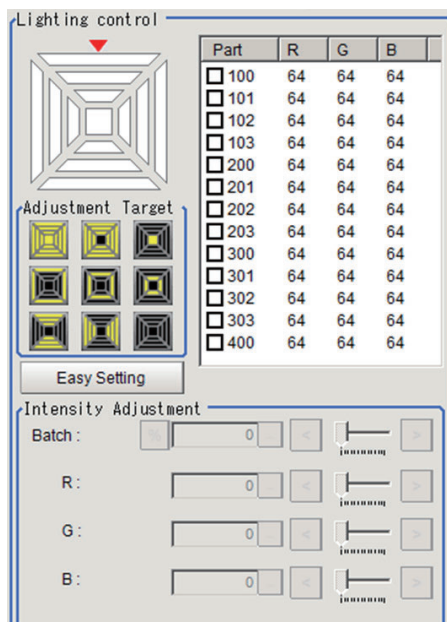 Lighting control
Part R G B
100 64 64 64
101 64 64 64
102 64 64 64
103 64 64 64
200 64 64 64
201 64 64 64
202 64 64 64
203 64 64 64
300 64 64 64
301 64 64 64
302 64 64 64
303 64 64 64
400 64 64 64
Adjustment Target
Easy Setting
Intensity Adjustment
Batch : % 0 ... < >
R : 0 ... < >
G : 0 ... < >
B : 0 ... < >